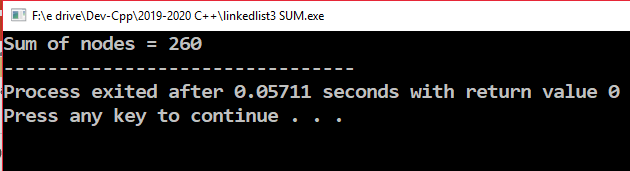 F:\e drive\Dev-Cpp\2019-2020 C++\linkedlist3 SUM.exe
Sum of nodes = 260
--------------------------------
Process exited after 0.05711 seconds with return value 0
Press any key to continue . . .